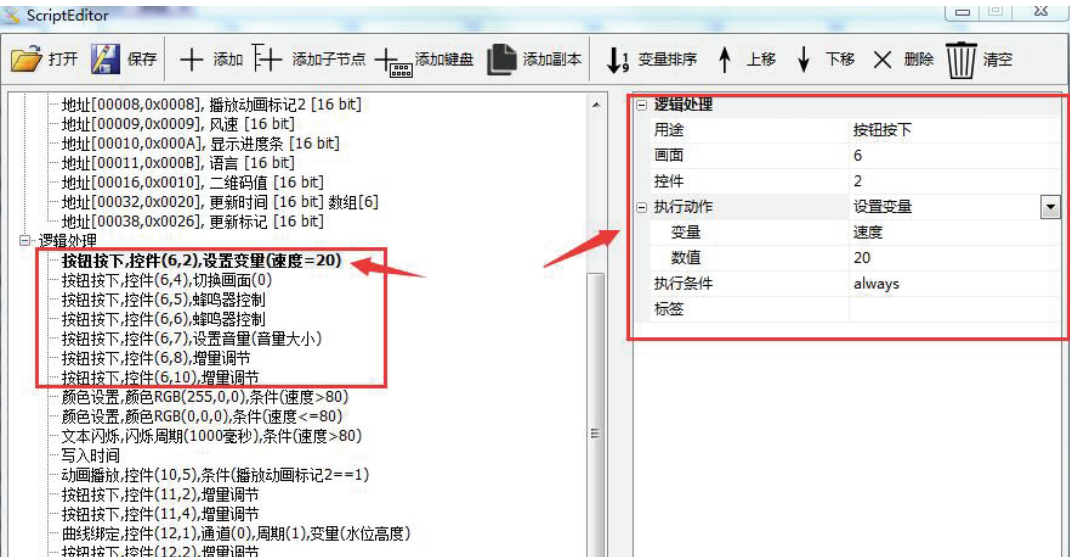 ScriptEditor
打开 保存 添加 添加子节点 添加键盘 添加副本 变量排序 上移 下移 删除 清空
地址[00008,0x0008], 播放动画标记2 [16 bit]
地址[00009,0x0009], 风速 [16 bit]
地址[00010,0x000A], 显示进度条 [16 bit]
地址[00011,0x000B], 语言 [16 bit]
地址[00016,0x0010], 二维码值 [16 bit]
地址[00032,0x0020], 更新时间 [16 bit] 数组[6]
地址[00038,0x0026], 更新标记 [16 bit]
逻辑处理
按钮按下,控件(6,2),设置变量(速度=20)
按钮按下,控件(6,4),切换画面(0)
按钮按下,控件(6,5),蜂鸣器控制
按钮按下,控件(6,6),蜂鸣器控制
按钮按下,控件(6,7),设置音量(音量大小)
按钮按下,控件(6,8),增量调节
按钮按下,控件(6,10),增量调节
颜色设置,颜色RGB(255,0,0),条件(速度>80)
颜色设置,颜色RGB(0,0,0),条件(速度<=80)
文本闪烁,闪烁周期(1000毫秒),条件(速度>80)
写入时间
动画播放,控件(10,5),条件(播放动画标记2==1)
按钮按下,控件(11,2),增量调节
按钮按下,控件(11,4),增量调节
曲线绑定,控件(12,1),通道(0),周期(1),变量(水位高度)
按钮按下,控件(12,2),增量调节
逻辑处理
用途 按钮按下
画面 6
控件 2
执行动作 设置变量
变量 速度
数值 20
执行条件 always
标签